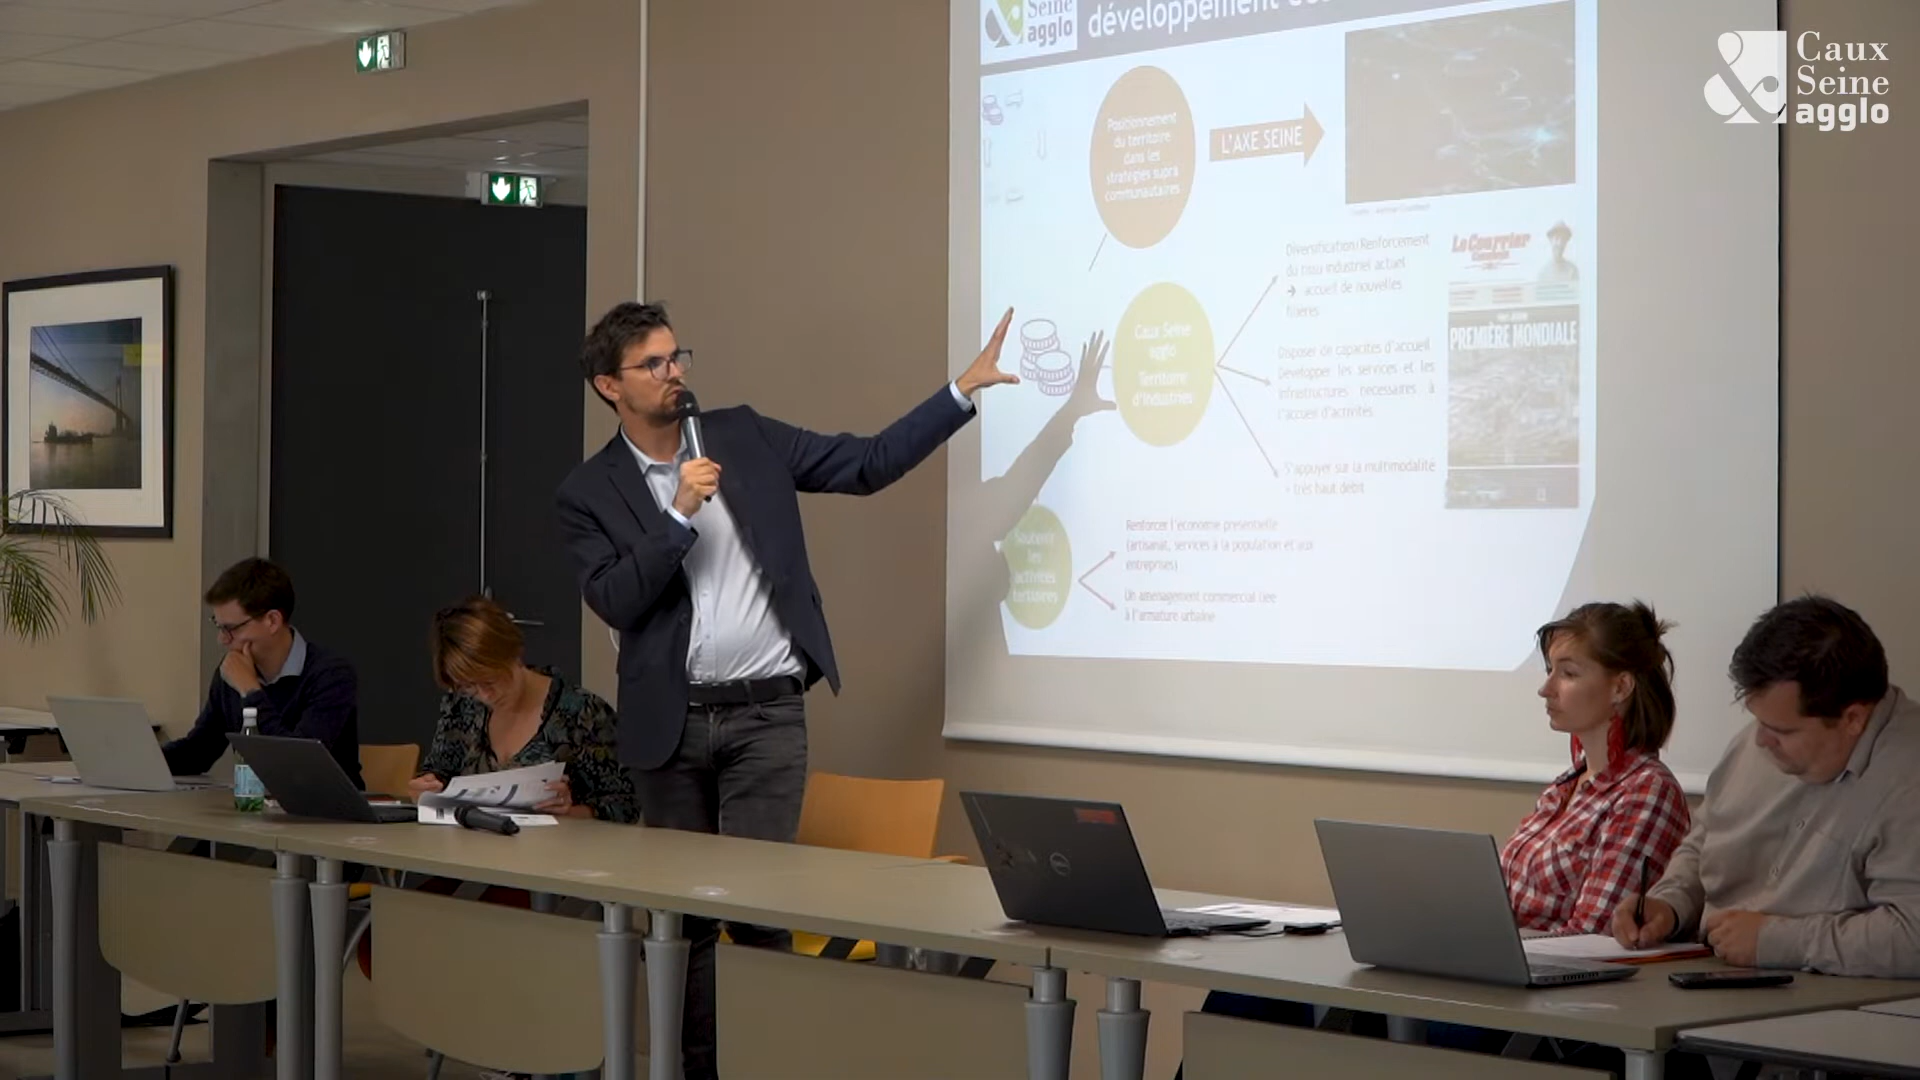 Caux
Seine
agglo
Seine
agglo
développement
Positionnement
du territoire
dans les
stratégies supra
communautaires
L'AXE SEINE
Diversification/Renforcement
du tissu industriel actuel
➔ accueil de nouvelles
filières
Le Courrier
PREMIÈRE MONDIALE
Caux Seine
agglo
Territoire
d'industries
Disposer de capacités d'accueil
Développer les services et les
infrastructures nécessaires à
l'accueil d'activités
S'appuyer sur la multimodalité
+ très haut débit
Soutenir
les
activités
tertiaires
Renforcer l'économie présentielle
(artisanat, services à la population et aux
entreprises)
Un aménagement commercial liée
à l'armature urbaine
DELL